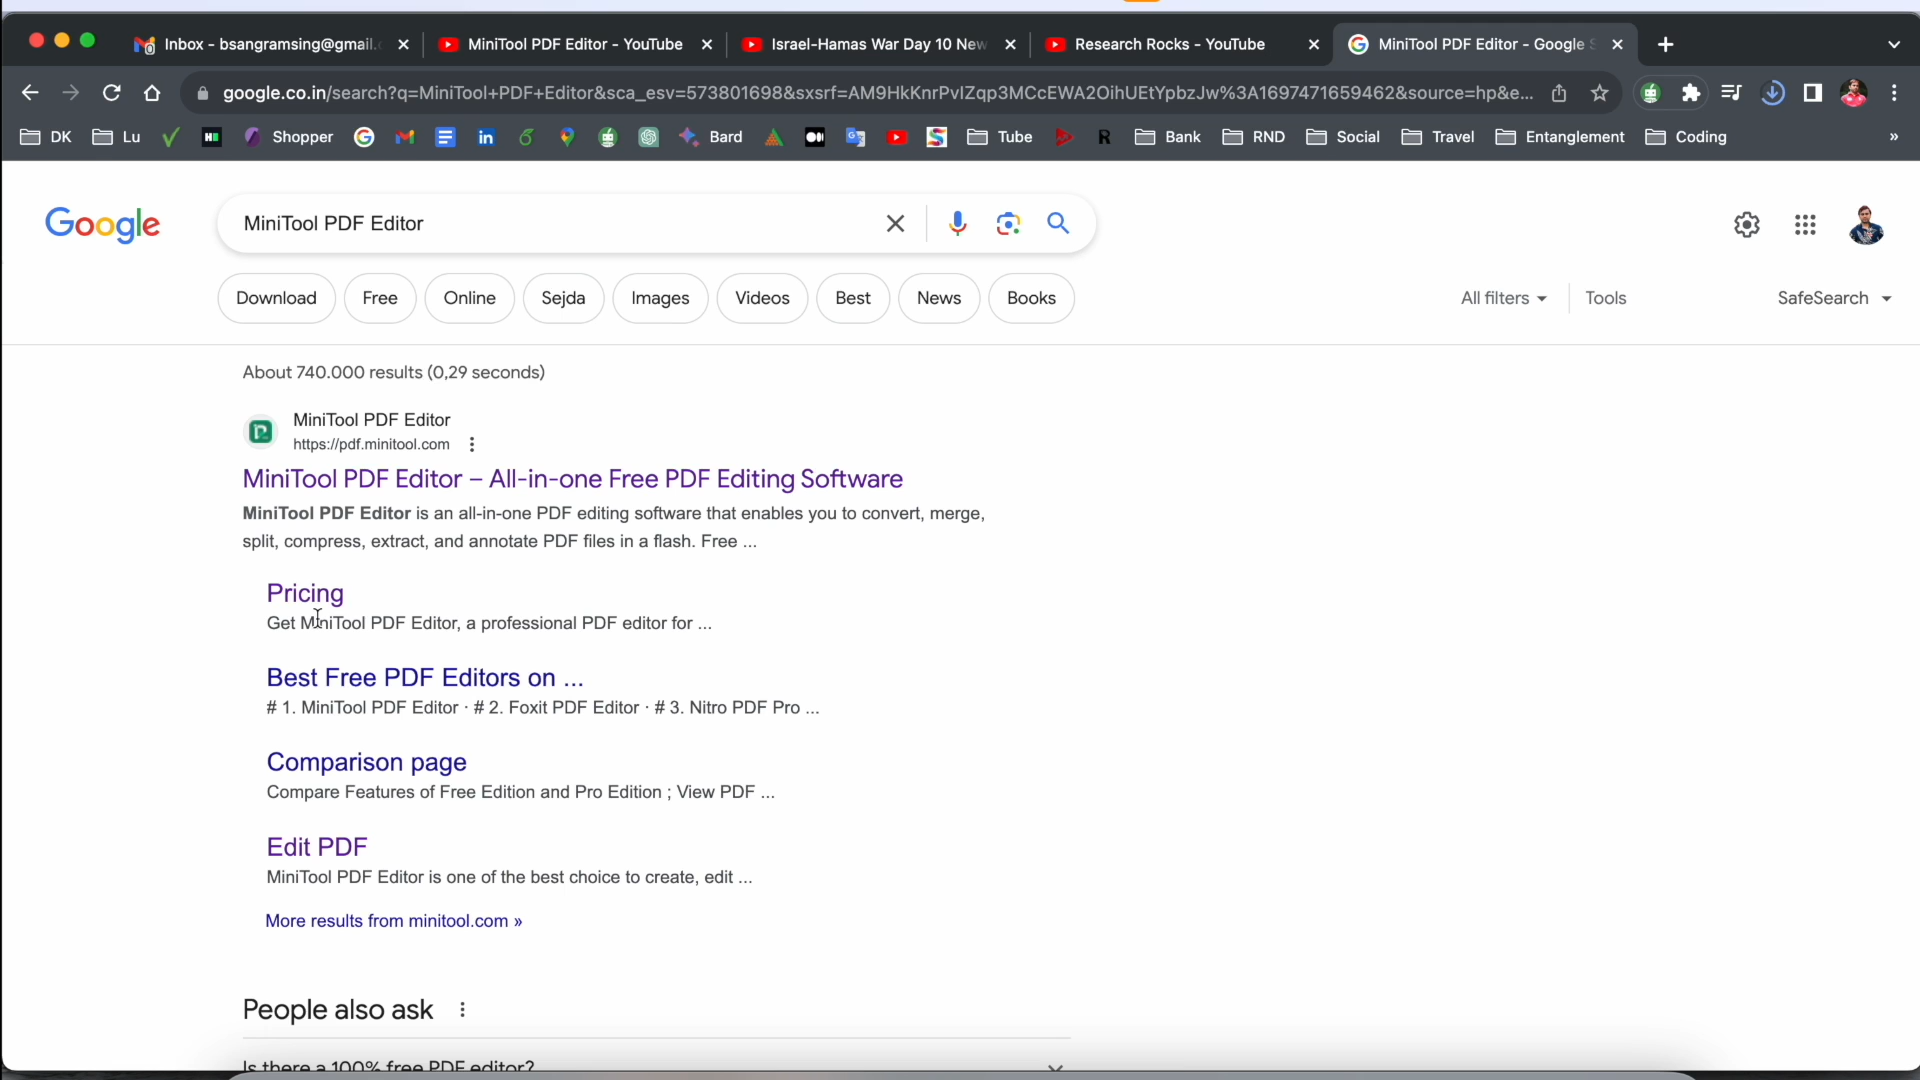 Inbox - bsangramsing@gmail.
MiniTool PDF Editor - YouTube
Israel-Hamas War Day 10 New
Research Rocks - YouTube
MiniTool PDF Editor - Google S
google.co.in/search?q=MiniTool+PDF+Editor&sca_esv=573801698&sxsrf=AM9HkKnrPvIZqp3MCcEWA2OihUEtYpbzJw%3A1697471659462&source=hp&e...
DK
Lu
Shopper
Bard
Tube
R
Bank
RND
Social
Travel
Entanglement
Coding
»
Google
MiniTool PDF Editor
Download
Free
Online
Sejda
Images
Videos
Best
News
Books
All filters
Tools
SafeSearch
About 740.000 results (0,29 seconds)
MiniTool PDF Editor
https://pdf.minitool.com
MiniTool PDF Editor – All-in-one Free PDF Editing Software
MiniTool PDF Editor is an all-in-one PDF editing software that enables you to convert, merge,
split, compress, extract, and annotate PDF files in a flash. Free ...
Pricing
Get MiniTool PDF Editor, a professional PDF editor for ...
Best Free PDF Editors on ...
# 1. MiniTool PDF Editor · # 2. Foxit PDF Editor · # 3. Nitro PDF Pro ...
Comparison page
Compare Features of Free Edition and Pro Edition ; View PDF ...
Edit PDF
MiniTool PDF Editor is one of the best choice to create, edit ...
More results from minitool.com »
People also ask
Is there a 100% free PDF editor?